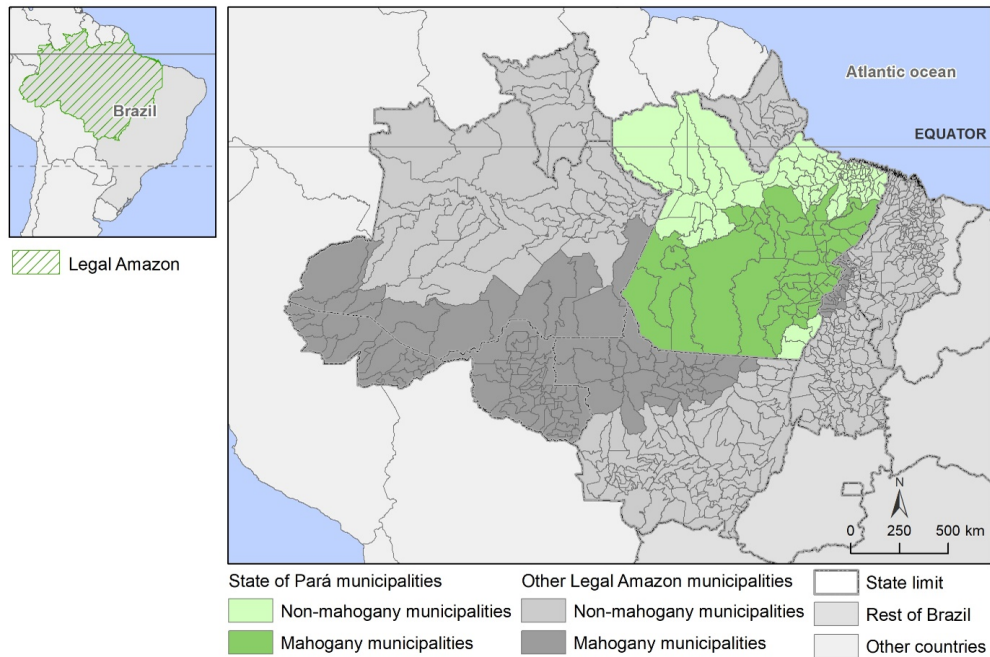 Brazil
Legal Amazon
Atlantic ocean
EQUATOR
N
0 250 500 km
State of Pará municipalities
Non-mahogany municipalities
Mahogany municipalities
Other Legal Amazon municipalities
Non-mahogany municipalities
Mahogany municipalities
State limit
Rest of Brazil
Other countries